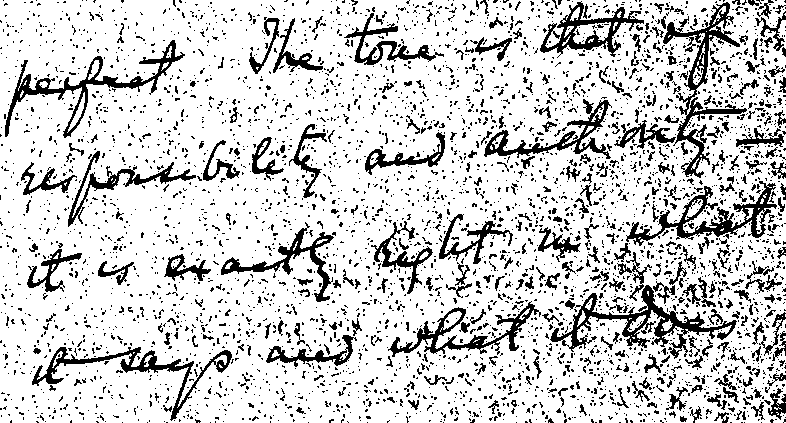 perfect The tone is that of
responsibility and authority —
it is exactly right in what
it says and what it does